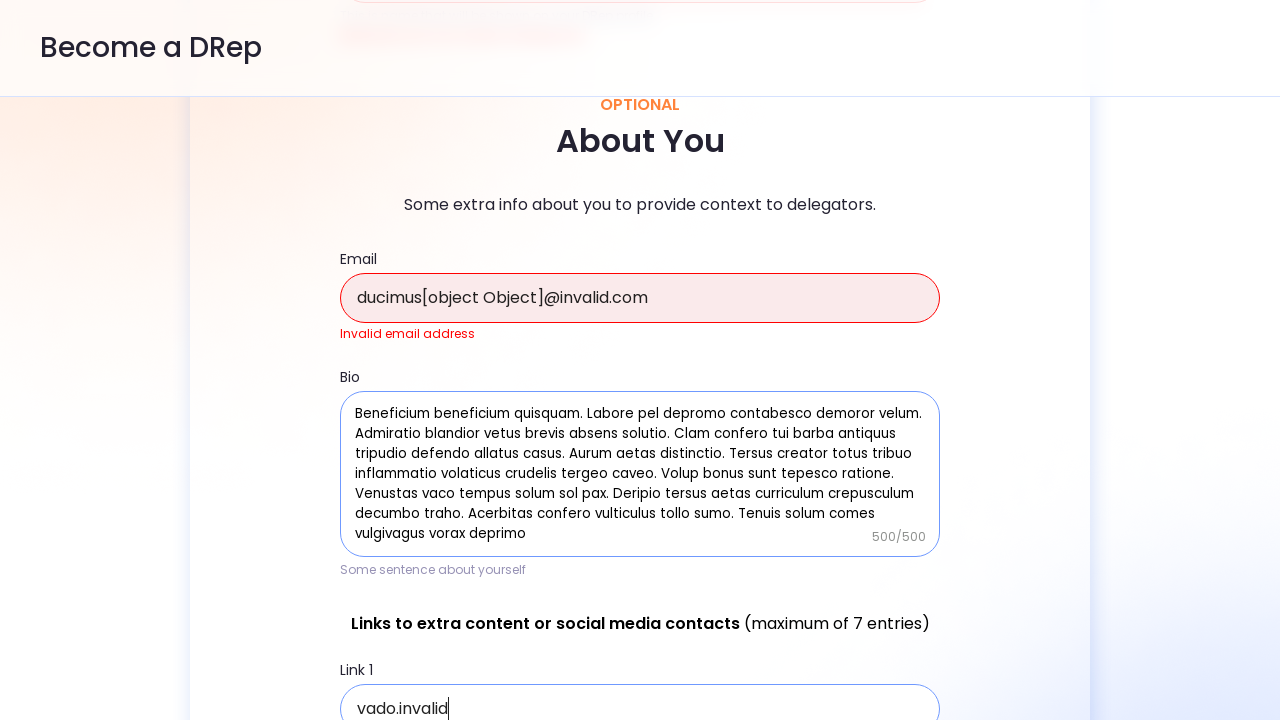 Become a DRep
OPTIONAL
About You
Some extra info about you to provide context to delegators.
Email
ducimus[object Object]@invalid.com
Invalid email address
Bio
Beneficium beneficium quisquam. Labore pel depromo contabesco demoror velum.
Admiratio blandior vetus brevis absens solutio. Clam confero tui barba antiquus
tripudio defendo allatus casus. Aurum aetas distinctio. Tersus creator totus tribuo
inflammatio volaticus crudelis tergeo caveo. Volup bonus sunt tepesco ratione.
Venustas vaco tempus solum sol pax. Deripio tersus aetas curriculum crepusculum
decumbo traho. Acerbitas confero vulticulus tollo sumo. Tenuis solum comes
vulgivagus vorax deprimo
500/500
Some sentence about yourself
Links to extra content or social media contacts (maximum of 7 entries)
Link 1
vado.invalid